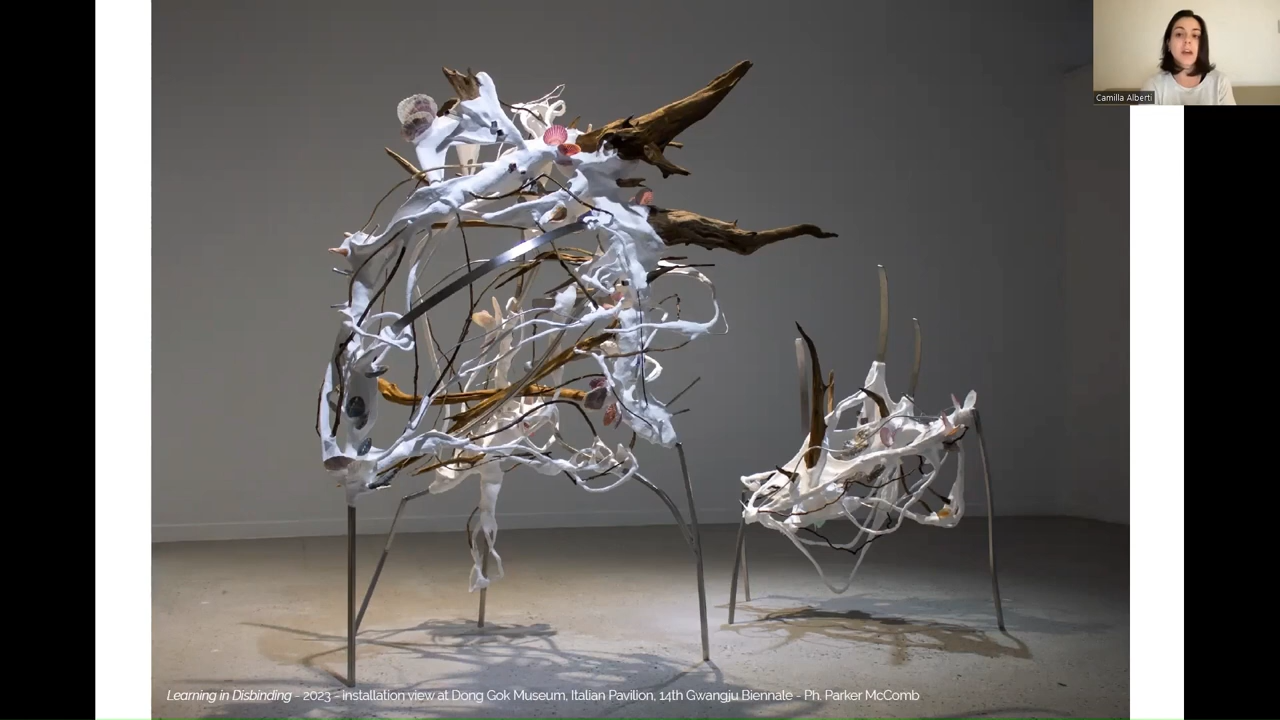 Camilla Alberti
Learning in Disbinding - 2023 - installation view at Dong Gok Museum, Italian Pavilion, 14th Gwangju Biennale - Ph. Parker McComb